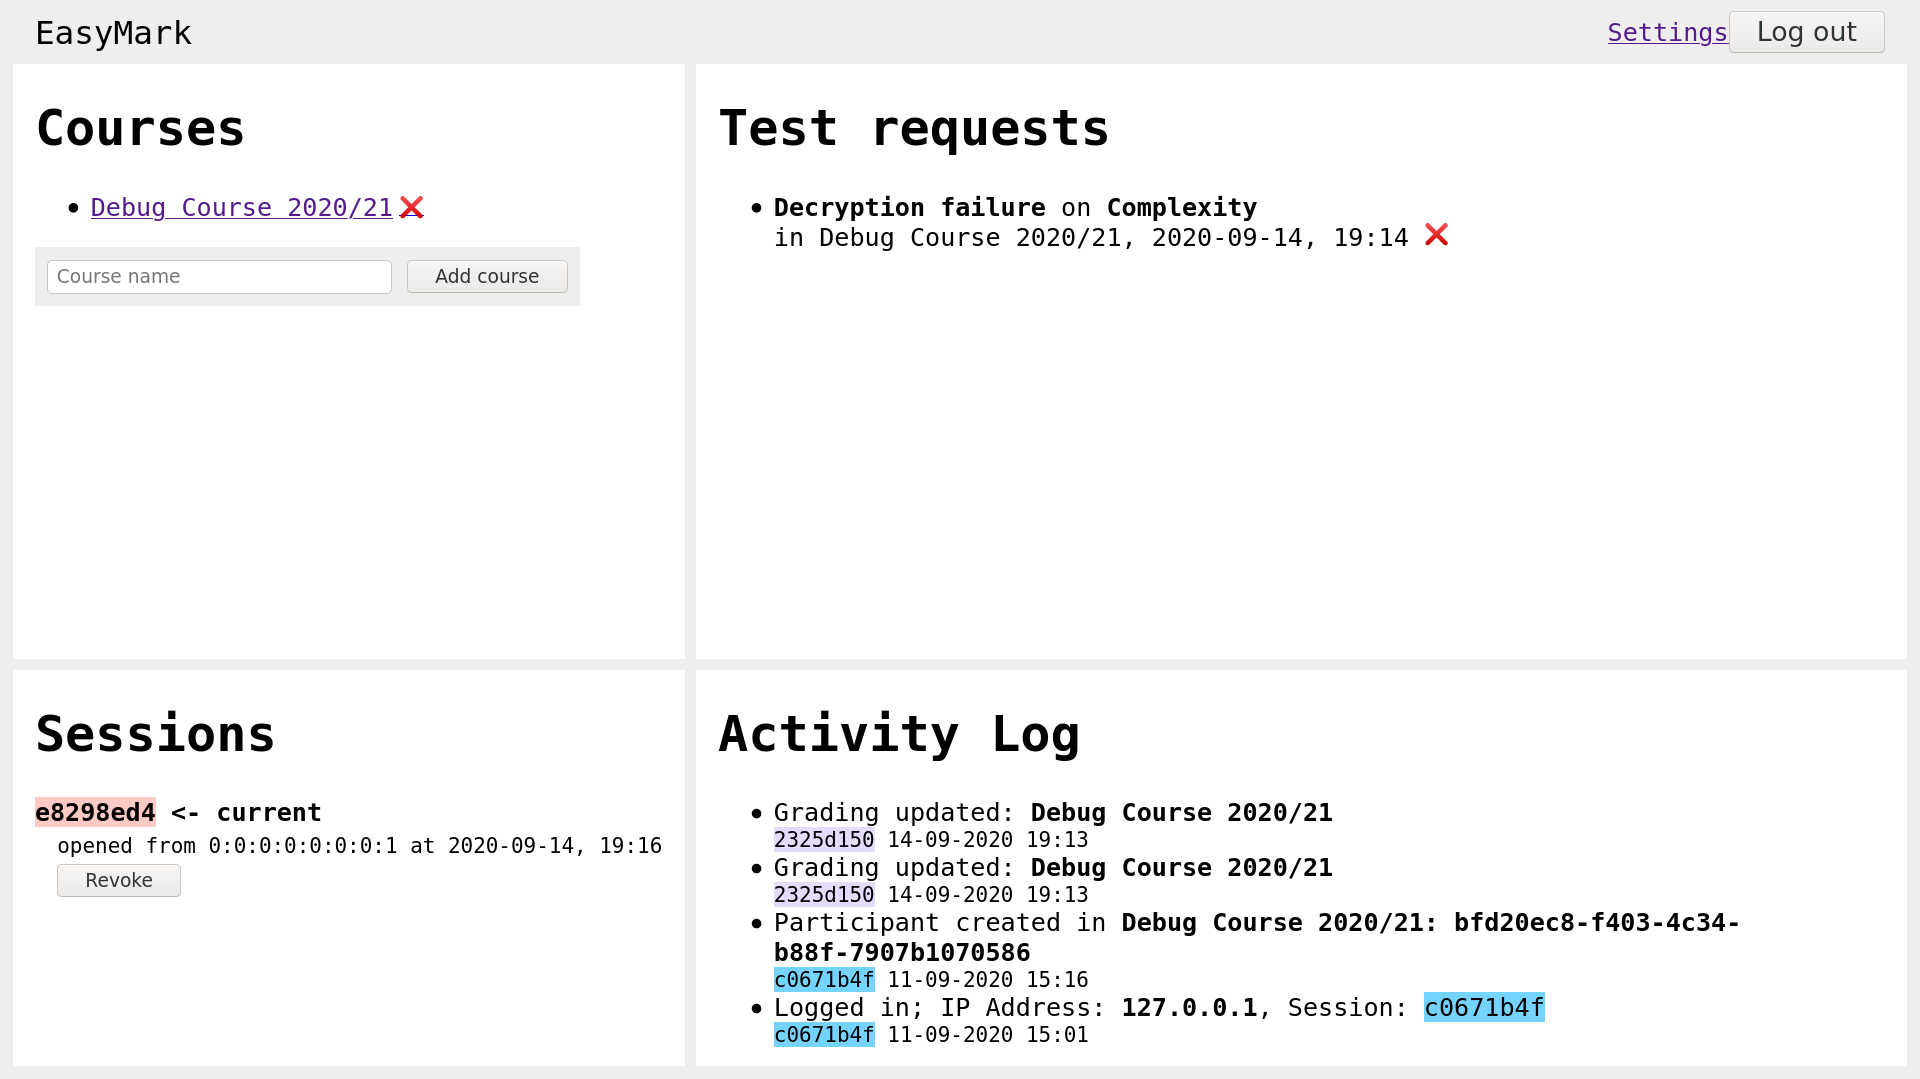 EasyMark
Settings
Log out
Courses
Debug Course 2020/21 ❌
Course name
Add course
Test requests
Decryption failure on Complexity
in Debug Course 2020/21, 2020-09-14, 19:14 ❌
Sessions
e8298ed4 <- current
opened from 0:0:0:0:0:0:0:1 at 2020-09-14, 19:16
Revoke
Activity Log
Grading updated: Debug Course 2020/21
2325d150 14-09-2020 19:13
Grading updated: Debug Course 2020/21
2325d150 14-09-2020 19:13
Participant created in Debug Course 2020/21: bfd20ec8-f403-4c34-
b88f-7907b1070586
c0671b4f 11-09-2020 15:16
Logged in; IP Address: 127.0.0.1, Session: c0671b4f
c0671b4f 11-09-2020 15:01